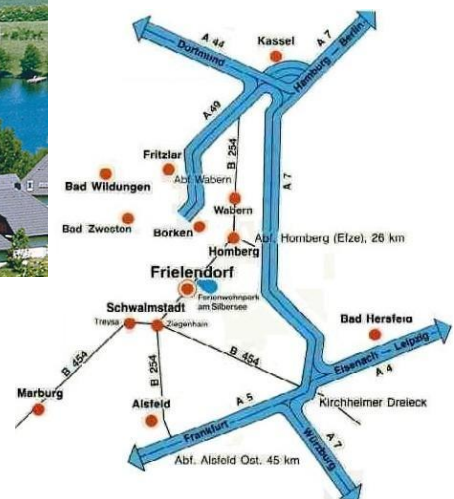 Kassel
A 44
Dortmund
A 7
Hamburg — Berlin
A 49
B 254
A 7
Fritzlar
Abf. Wabern
Bad Wildungen
Wabern
Bad Zwesten
Borken
Abf. Homberg (Efze), 26 km
Homberg
Frielendorf
Ferienwohnpark
am Silbersee
Schwalmstadt
Treysa
Ziegenhain
Bad Hersfeld
Eisenach — Leipzig
A 4
B 454
B 254
B 454
Marburg
Alsfeld
A 5
Frankfurt
Kirchheimer Dreieck
A 7
Würzburg
Abf. Alsfeld Ost. 45 km